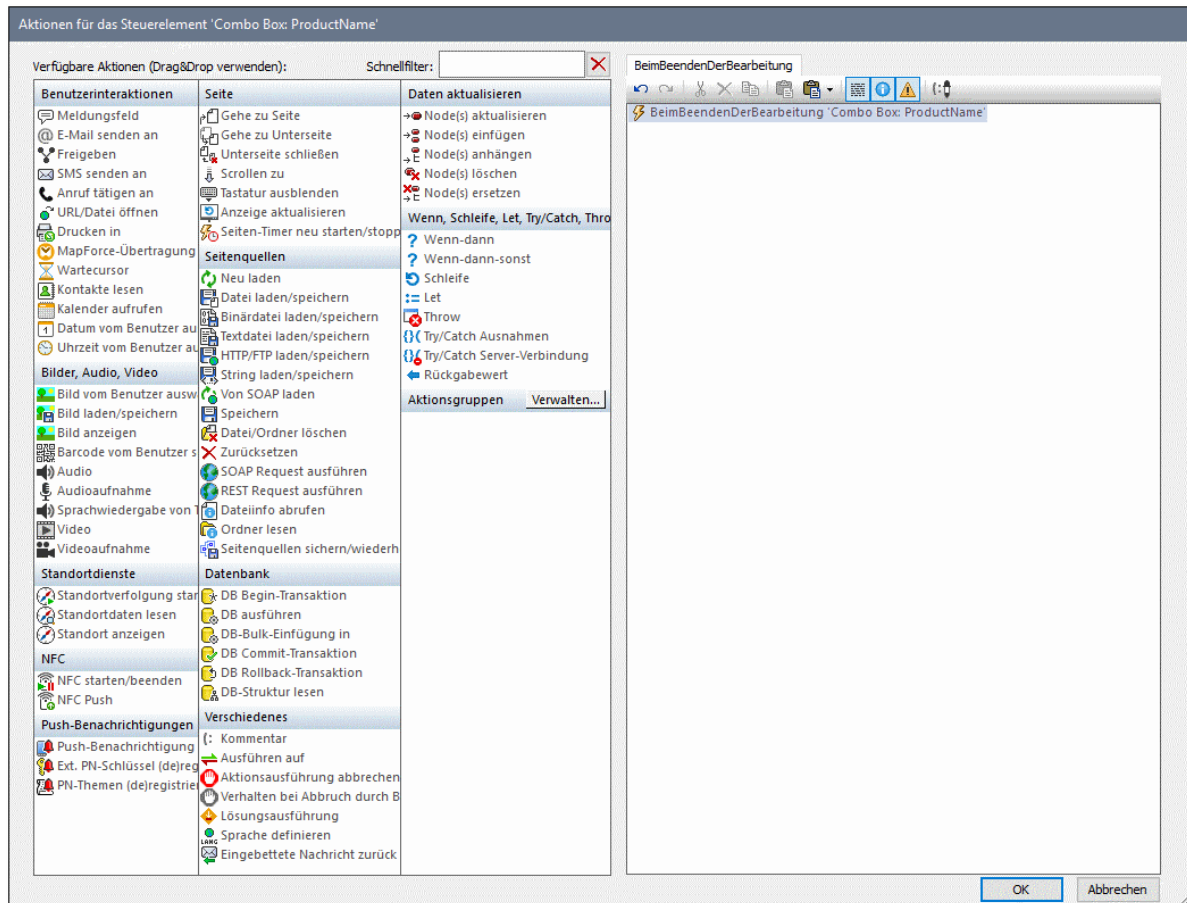 Aktionen für das Steuerelement 'Combo Box: ProductName'
Verfügbare Aktionen (Drag&Drop verwenden):
Schnellfilter:
Benutzerinteraktionen
Meldungsfeld
E-Mail senden an
Freigeben
SMS senden an
Anruf tätigen an
URL/Datei öffnen
Drucken in
MapForce-Übertragung
Wartecursor
Kontakte lesen
Kalender aufrufen
Datum vom Benutzer au
Uhrzeit vom Benutzer au
Bilder, Audio, Video
Bild vom Benutzer ausw
Bild laden/speichern
Bild anzeigen
Barcode vom Benutzer s
Audio
Audioaufnahme
Sprachwiedergabe von T
Video
Videoaufnahme
Standortdienste
Standortverfolgung star
Standortdaten lesen
Standort anzeigen
NFC
NFC starten/beenden
NFC Push
Push-Benachrichtigungen
Push-Benachrichtigung
Ext. PN-Schlüssel (de)reg
PN-Themen (de)registrier
Seite
Gehe zu Seite
Gehe zu Unterseite
Unterseite schließen
Scrollen zu
Tastatur ausblenden
Anzeige aktualisieren
Seiten-Timer neu starten/stopp
Seitenquellen
Neu laden
Datei laden/speichern
Binärdatei laden/speichern
Textdatei laden/speichern
HTTP/FTP laden/speichern
String laden/speichern
Von SOAP laden
Speichern
Datei/Ordner löschen
Zurücksetzen
SOAP Request ausführen
REST Request ausführen
Dateiinfo abrufen
Ordner lesen
Seitenquellen sichern/wiederh
Datenbank
DB Begin-Transaktion
DB ausführen
DB-Bulk-Einfügung in
DB Commit-Transaktion
DB Rollback-Transaktion
DB-Struktur lesen
Verschiedenes
(: Kommentar
Ausführen auf
Aktionsausführung abbrechen
Verhalten bei Abbruch durch B
Lösungsausführung
LANG Sprache definieren
Eingebettete Nachricht zurück
Daten aktualisieren
Node(s) aktualisieren
Node(s) einfügen
Node(s) anhängen
Node(s) löschen
Node(s) ersetzen
Wenn, Schleife, Let, Try/Catch, Thro
? Wenn-dann
? Wenn-dann-sonst
Schleife
:= Let
Throw
Try/Catch Ausnahmen
Try/Catch Server-Verbindung
Rückgabewert
Aktionsgruppen
Verwalten...
BeimBeendenDerBearbeitung
BeimBeendenDerBearbeitung 'Combo Box: ProductName'
OK
Abbrechen